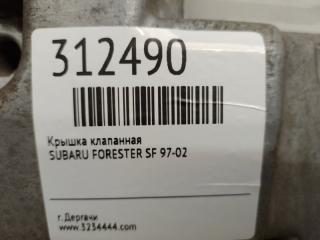 312490
Крышка клапанная
SUBARU FORESTER SF 97-02
г.Дергачи
www.3234444.com